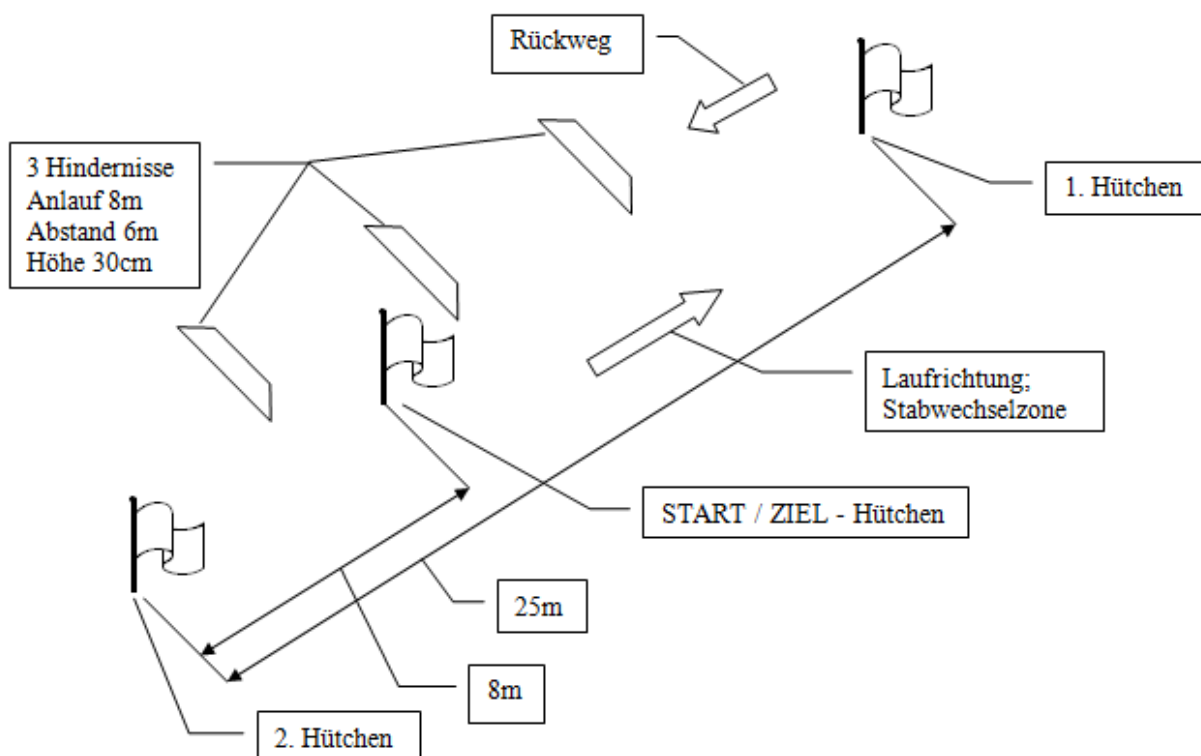 Rückweg
3 Hindernisse
Anlauf 8m
Abstand 6m
Höhe 30cm
1. Hütchen
Laufrichtung;
Stabwechselzone
START / ZIEL - Hütchen
25m
8m
2. Hütchen